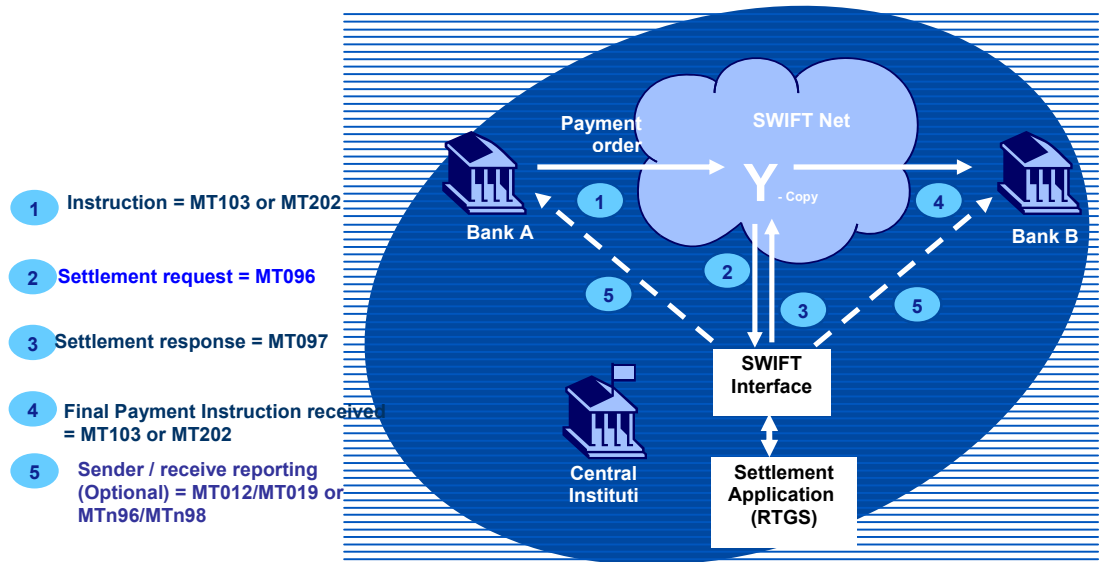 1 Instruction = MT103 or MT202
2 Settlement request = MT096
3 Settlement response = MT097
4 Final Payment Instruction received
= MT103 or MT202
5 Sender / receive reporting
(Optional) = MT012/MT019 or
MTn96/MTn98
Payment
order
SWIFT Net
Y - Copy
1
4
Bank A
Bank B
2
5
3
5
SWIFT
Interface
Central
Instituti
Settlement
Application
(RTGS)